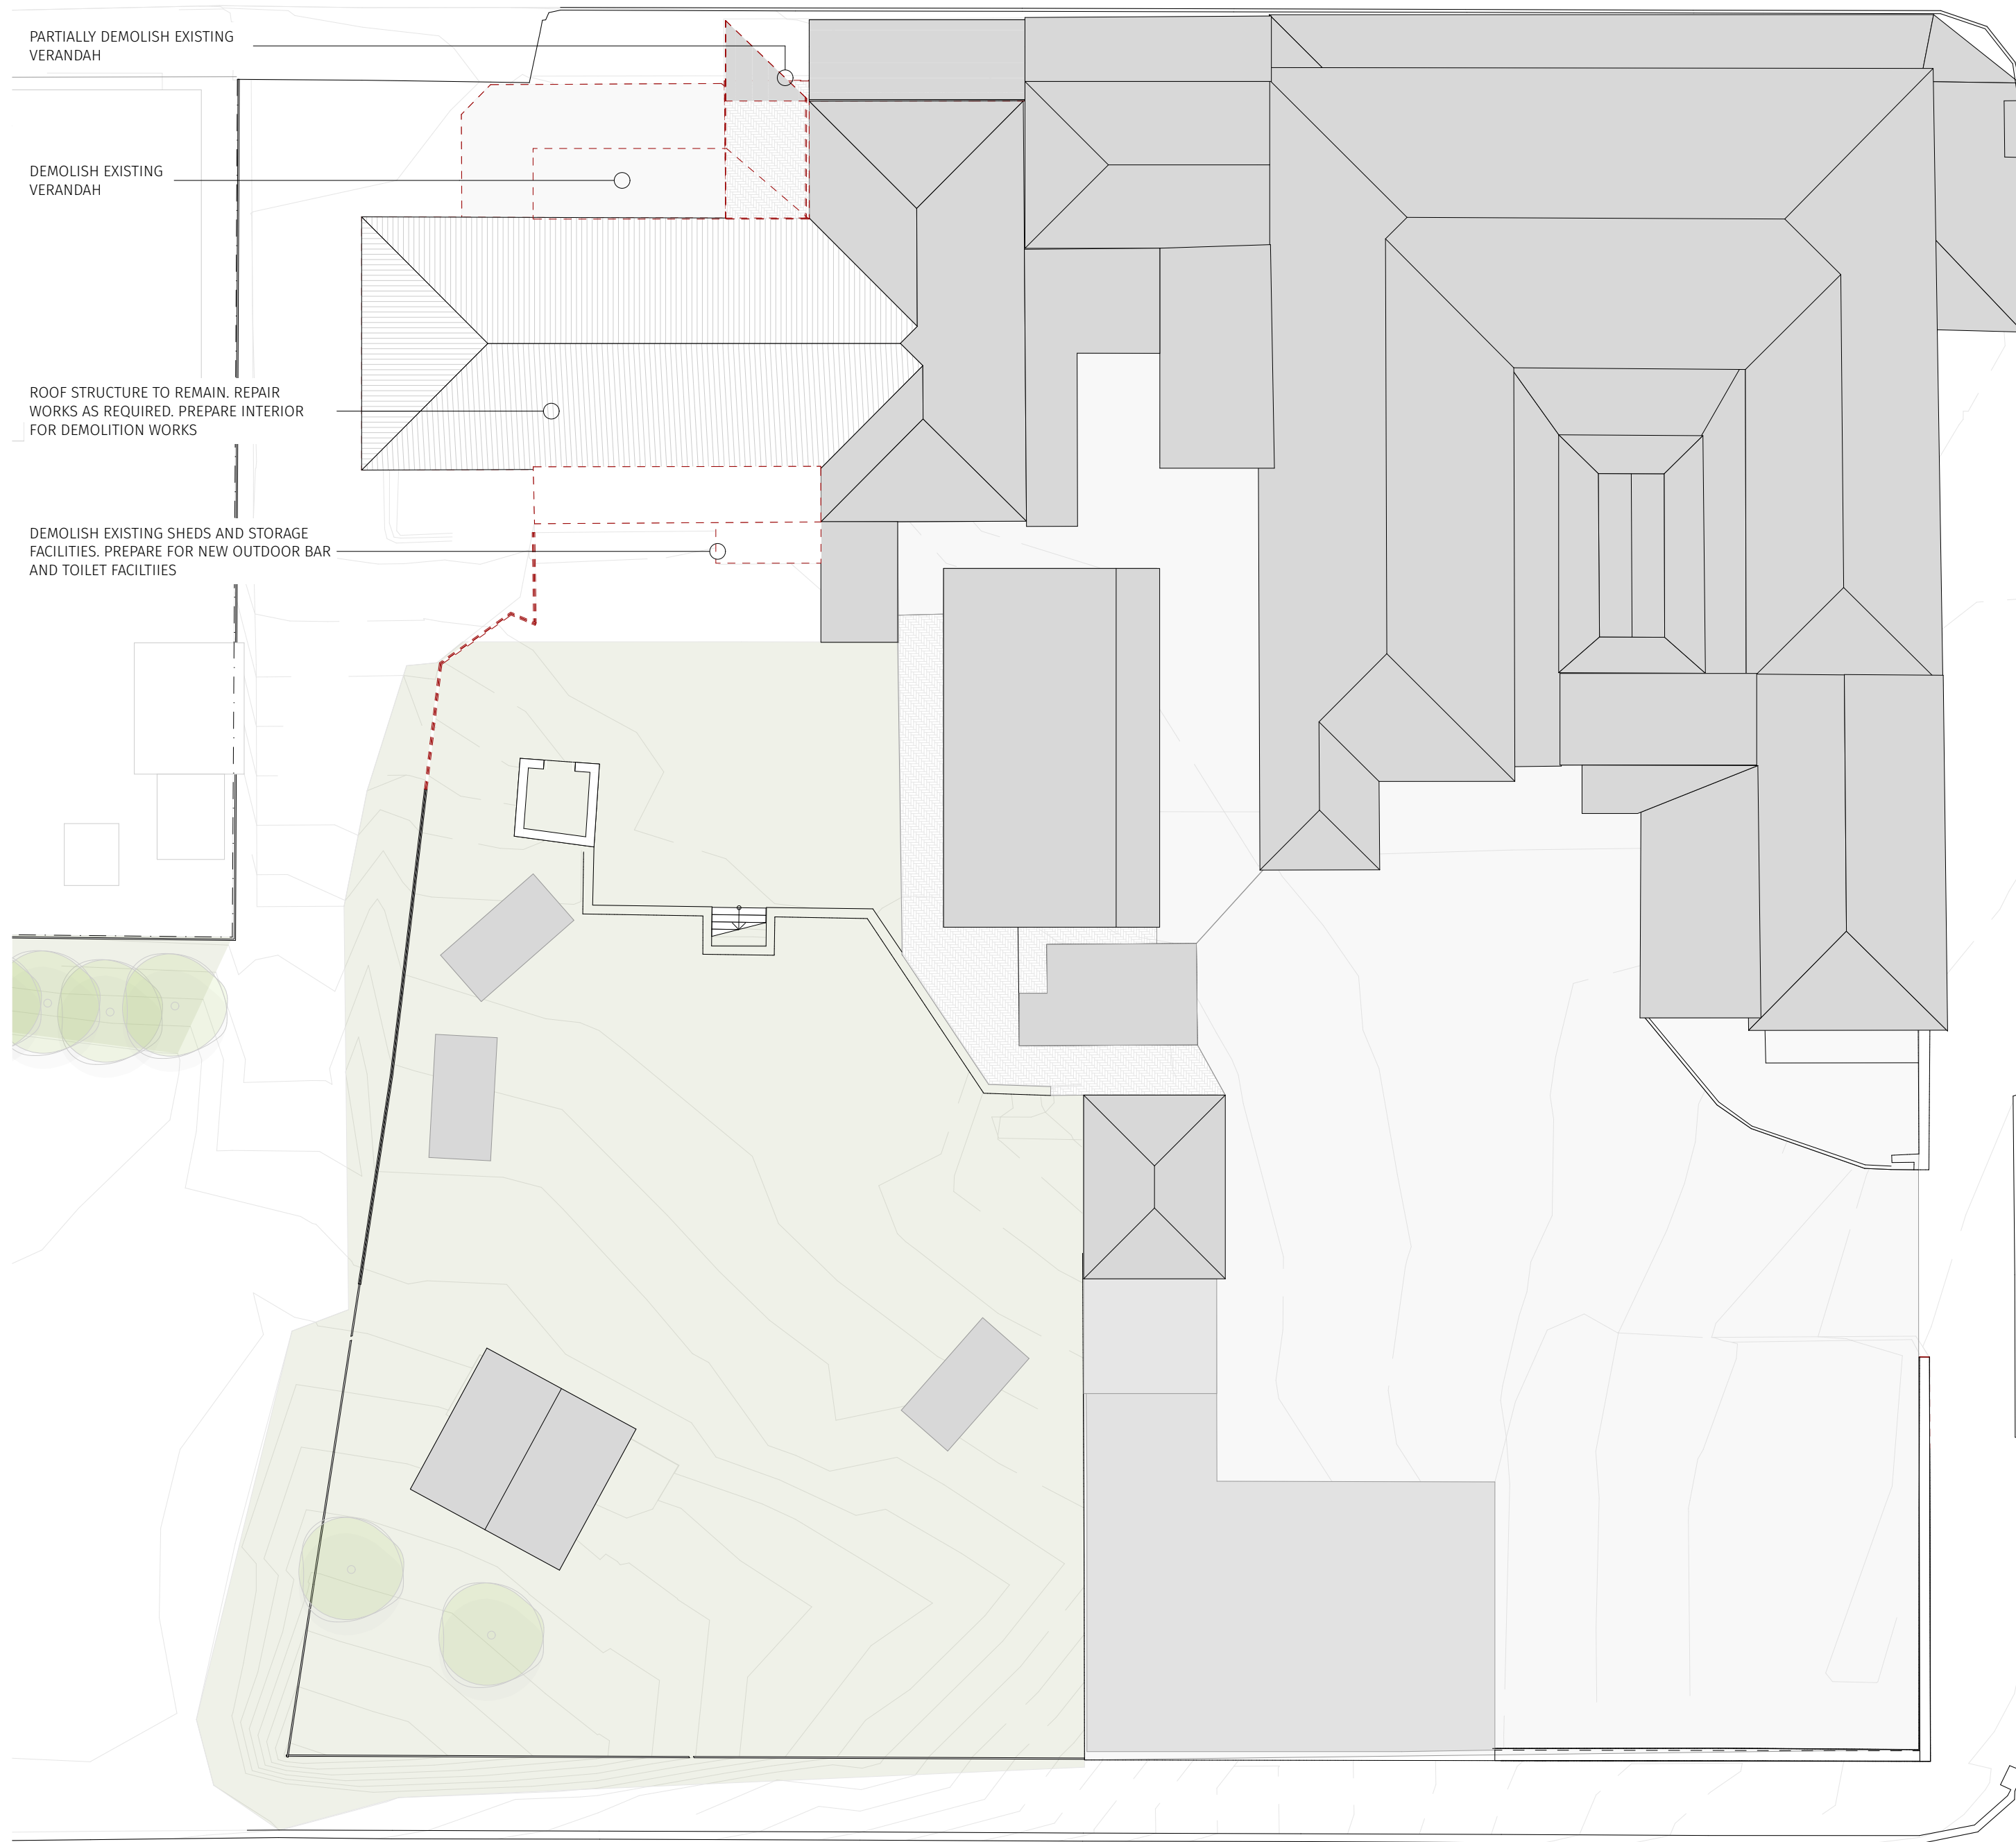 PARTIALLY DEMOLISH EXISTING
VERANDAH
DEMOLISH EXISTING
VERANDAH
ROOF STRUCTURE TO REMAIN. REPAIR
WORKS AS REQUIRED. PREPARE INTERIOR
FOR DEMOLITION WORKS
DEMOLISH EXISTING SHEDS AND STORAGE
FACILITIES. PREPARE FOR NEW OUTDOOR BAR
AND TOILET FACILTIIES